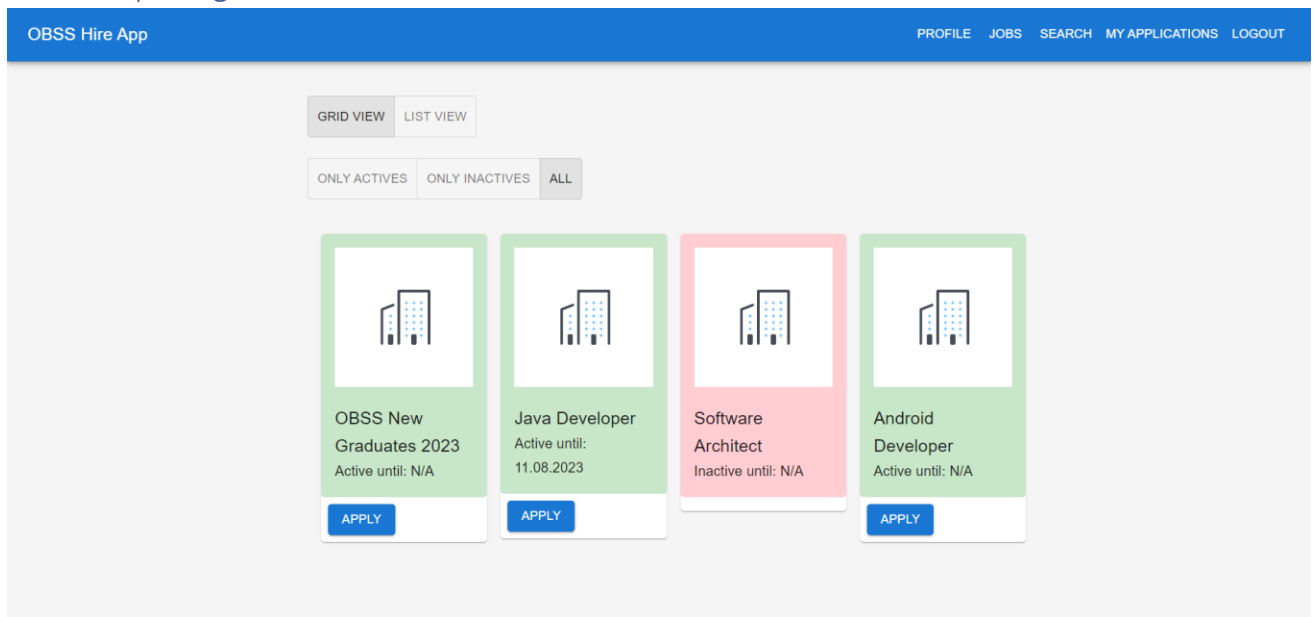 OBSS Hire App
PROFILE JOBS SEARCH MY APPLICATIONS LOGOUT
GRID VIEW LIST VIEW
ONLY ACTIVES ONLY INACTIVES ALL
OBSS New
Graduates 2023
Active until: N/A
APPLY
Java Developer
Active until:
11.08.2023
APPLY
Software
Architect
Inactive until: N/A
Android
Developer
Active until: N/A
APPLY